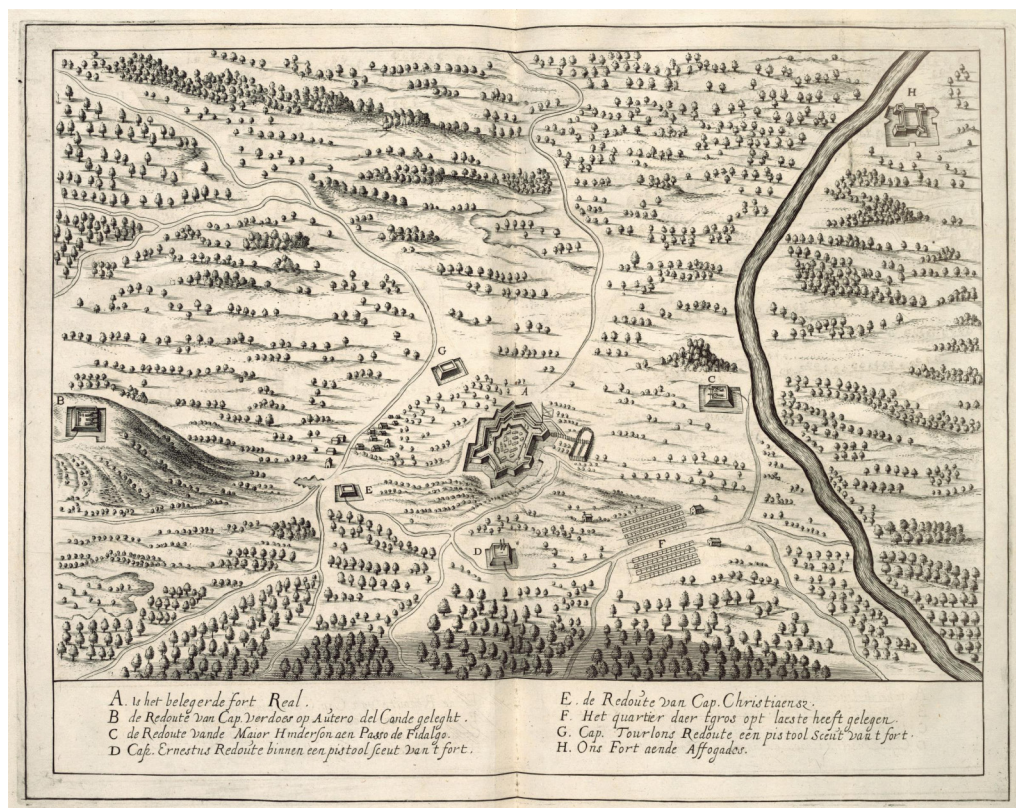 H
G
A
C
B
E
D
F
A Is het belegerde fort Real.
B de Redoute van Cap. Verdoes op Autero del Conde geleght.
C de Redoute vande Maior Hinderson aen Passo de Fidalgo.
D Capt. Ernestus Redoute binnen een pistool sceut van t fort.
E. de Redoute van Cap. Christiaensz.
F. Het quartier daer tgros opt laeste heeft gelegen.
G. Cap. Tourlons Redoute een pistool Sceut van t fort.
H. Ons Fort aende Affogados.